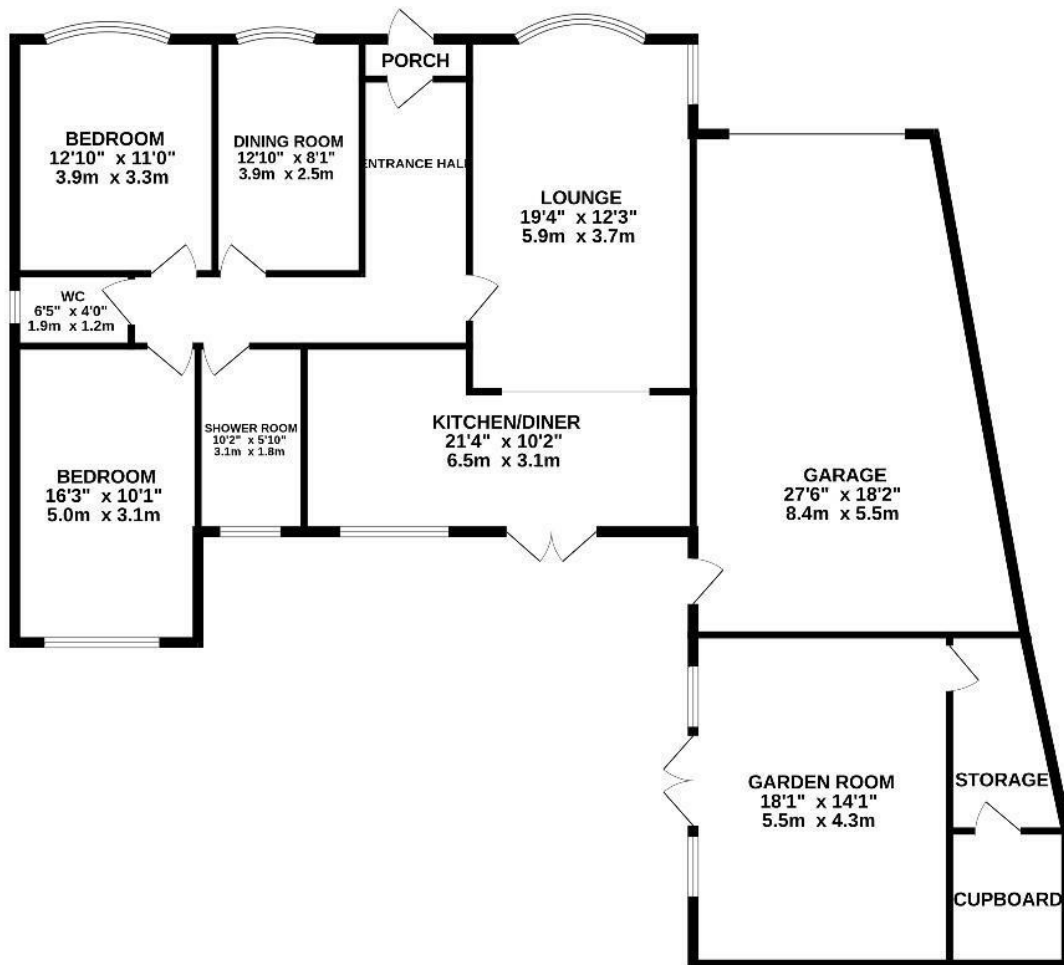 PORCH
BEDROOM
12'10" x 11'0"
3.9m x 3.3m
DINING ROOM
12'10" x 8'1"
3.9m x 2.5m
ENTRANCE HALL
LOUNGE
19'4" x 12'3"
5.9m x 3.7m
WC
6'5" x 4'0"
1.9m x 1.2m
SHOWER ROOM
10'2" x 5'10"
3.1m x 1.8m
KITCHEN/DINER
21'4" x 10'2"
6.5m x 3.1m
BEDROOM
16'3" x 10'1"
5.0m x 3.1m
GARAGE
27'6" x 18'2"
8.4m x 5.5m
GARDEN ROOM
18'1" x 14'1"
5.5m x 4.3m
STORAGE
CUPBOARD